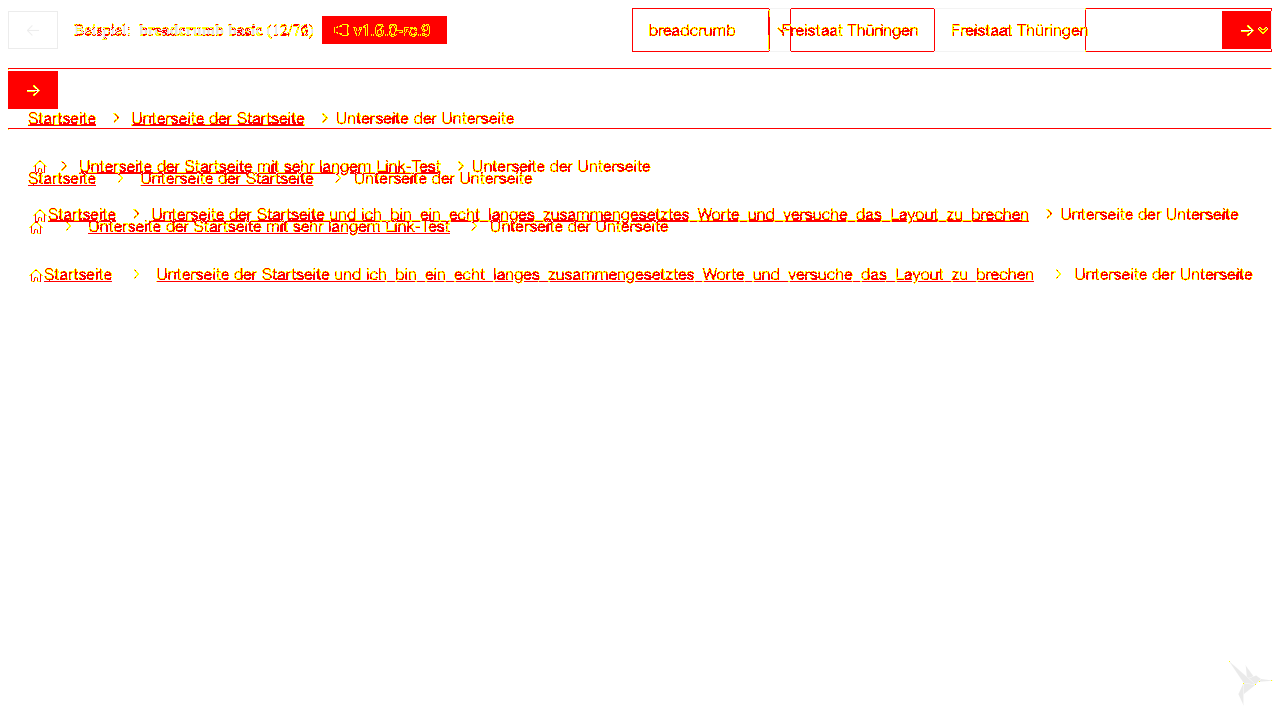 Beispiel: breadcrumb basic (12/76) v1.6.0-rc.9 breadcrumb Freistaat Thüringen Freistaat Thüringen
Startseite Unterseite der Startseite Unterseite der Unterseite
Unterseite der Startseite mit sehr langem Link-Test Unterseite der Unterseite
Startseite Unterseite der Startseite Unterseite der Unterseite
Startseite Unterseite der Startseite und ich_bin_ein_echt_langes_zusammengesetztes_Worte_und_versuche_das_Layout_zu_brechen Unterseite der Unterseite
Unterseite der Startseite mit sehr langem Link-Test Unterseite der Unterseite
Startseite Unterseite der Startseite und ich_bin_ein_echt_langes_zusammengesetztes_Worte_und_versuche_das_Layout_zu_brechen Unterseite der Unterseite